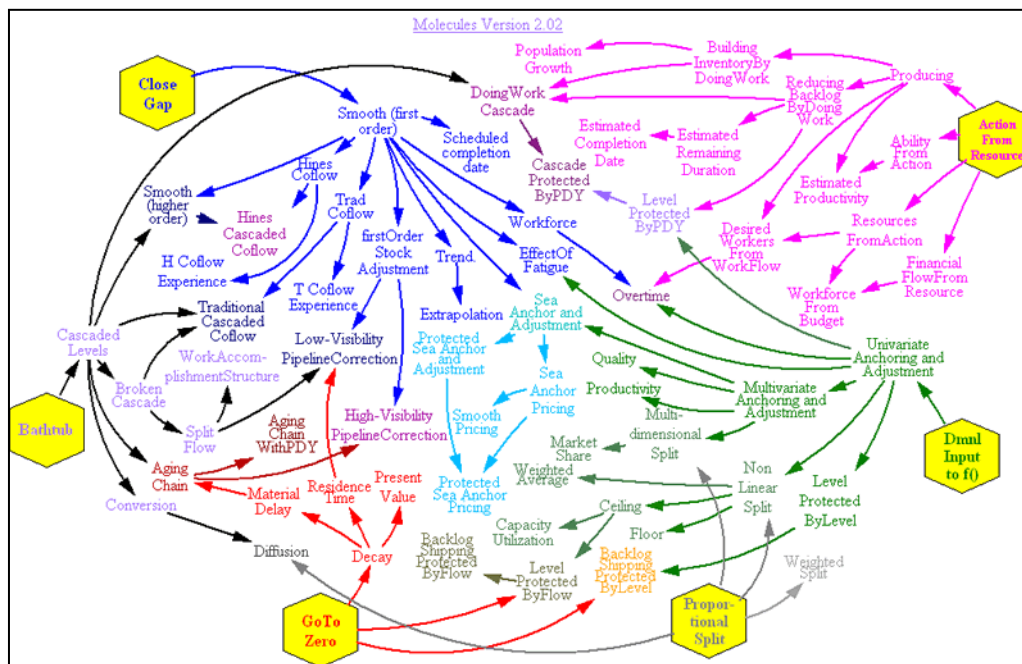 Molecules Version 2.02
Close
Gap
Population
Growth
Building
InventoryBy
DoingWork
Producing
DoingWork
Cascade
Reducing
Backlog
ByDoing
Work
Action
From
Resource
Smooth (first
order)
Scheduled
completion
date
Estimated
Completion
Date
Estimated
Remaining
Duration
Ability
From
Action
Hines
Coflow
Cascade
Protected
ByPDY
Estimated
Productivity
Smooth
(higher
order)
Trad
Coflow
Level
Protected
ByPDY
Hines
Cascaded
Coflow
firstOrder
Stock
Adjustment
Workforce
Desired
Workers
From
WorkFlow
Resources
FromAction
Trend
EffectOf
Fatigue
Financial
FlowFrom
Resource
H Coflow
Experience
T Coflow
Experience
Overtime
Workforce
From
Budget
Traditional
Cascaded
Coflow
Extrapolation
Sea
Anchor and
Adjustment
Cascaded
Levels
WorkAccom-
plishmentStructure
Low-Visibility
PipelineCorrection
Protected
Sea Anchor
and
Adjustment
Univariate
Anchoring and
Adjustment
Quality
Broken
Cascade
Sea
Anchor
Pricing
Productivity
Multivariate
Anchoring and
Adjustment
Bathtub
Split
Flow
Aging
Chain
WithPDY
High-Visibility
PipelineCorrection
Smooth
Pricing
Multi-
dimensional
Split
Dmnl
Input
to f()
Market
Share
Aging
Chain
Weighted
Average
Non
Linear
Split
Level
Protected
ByLevel
Conversion
Material
Delay
Residence
Time
Present
Value
Protected
Sea Anchor
Pricing
Ceiling
Capacity
Utilization
Floor
Diffusion
Decay
Backlog
Shipping
Protected
ByFlow
Level
Protected
ByFlow
Backlog
Shipping
Protected
ByLevel
Weighted
Split
GoTo
Zero
Propor-
tional
Split